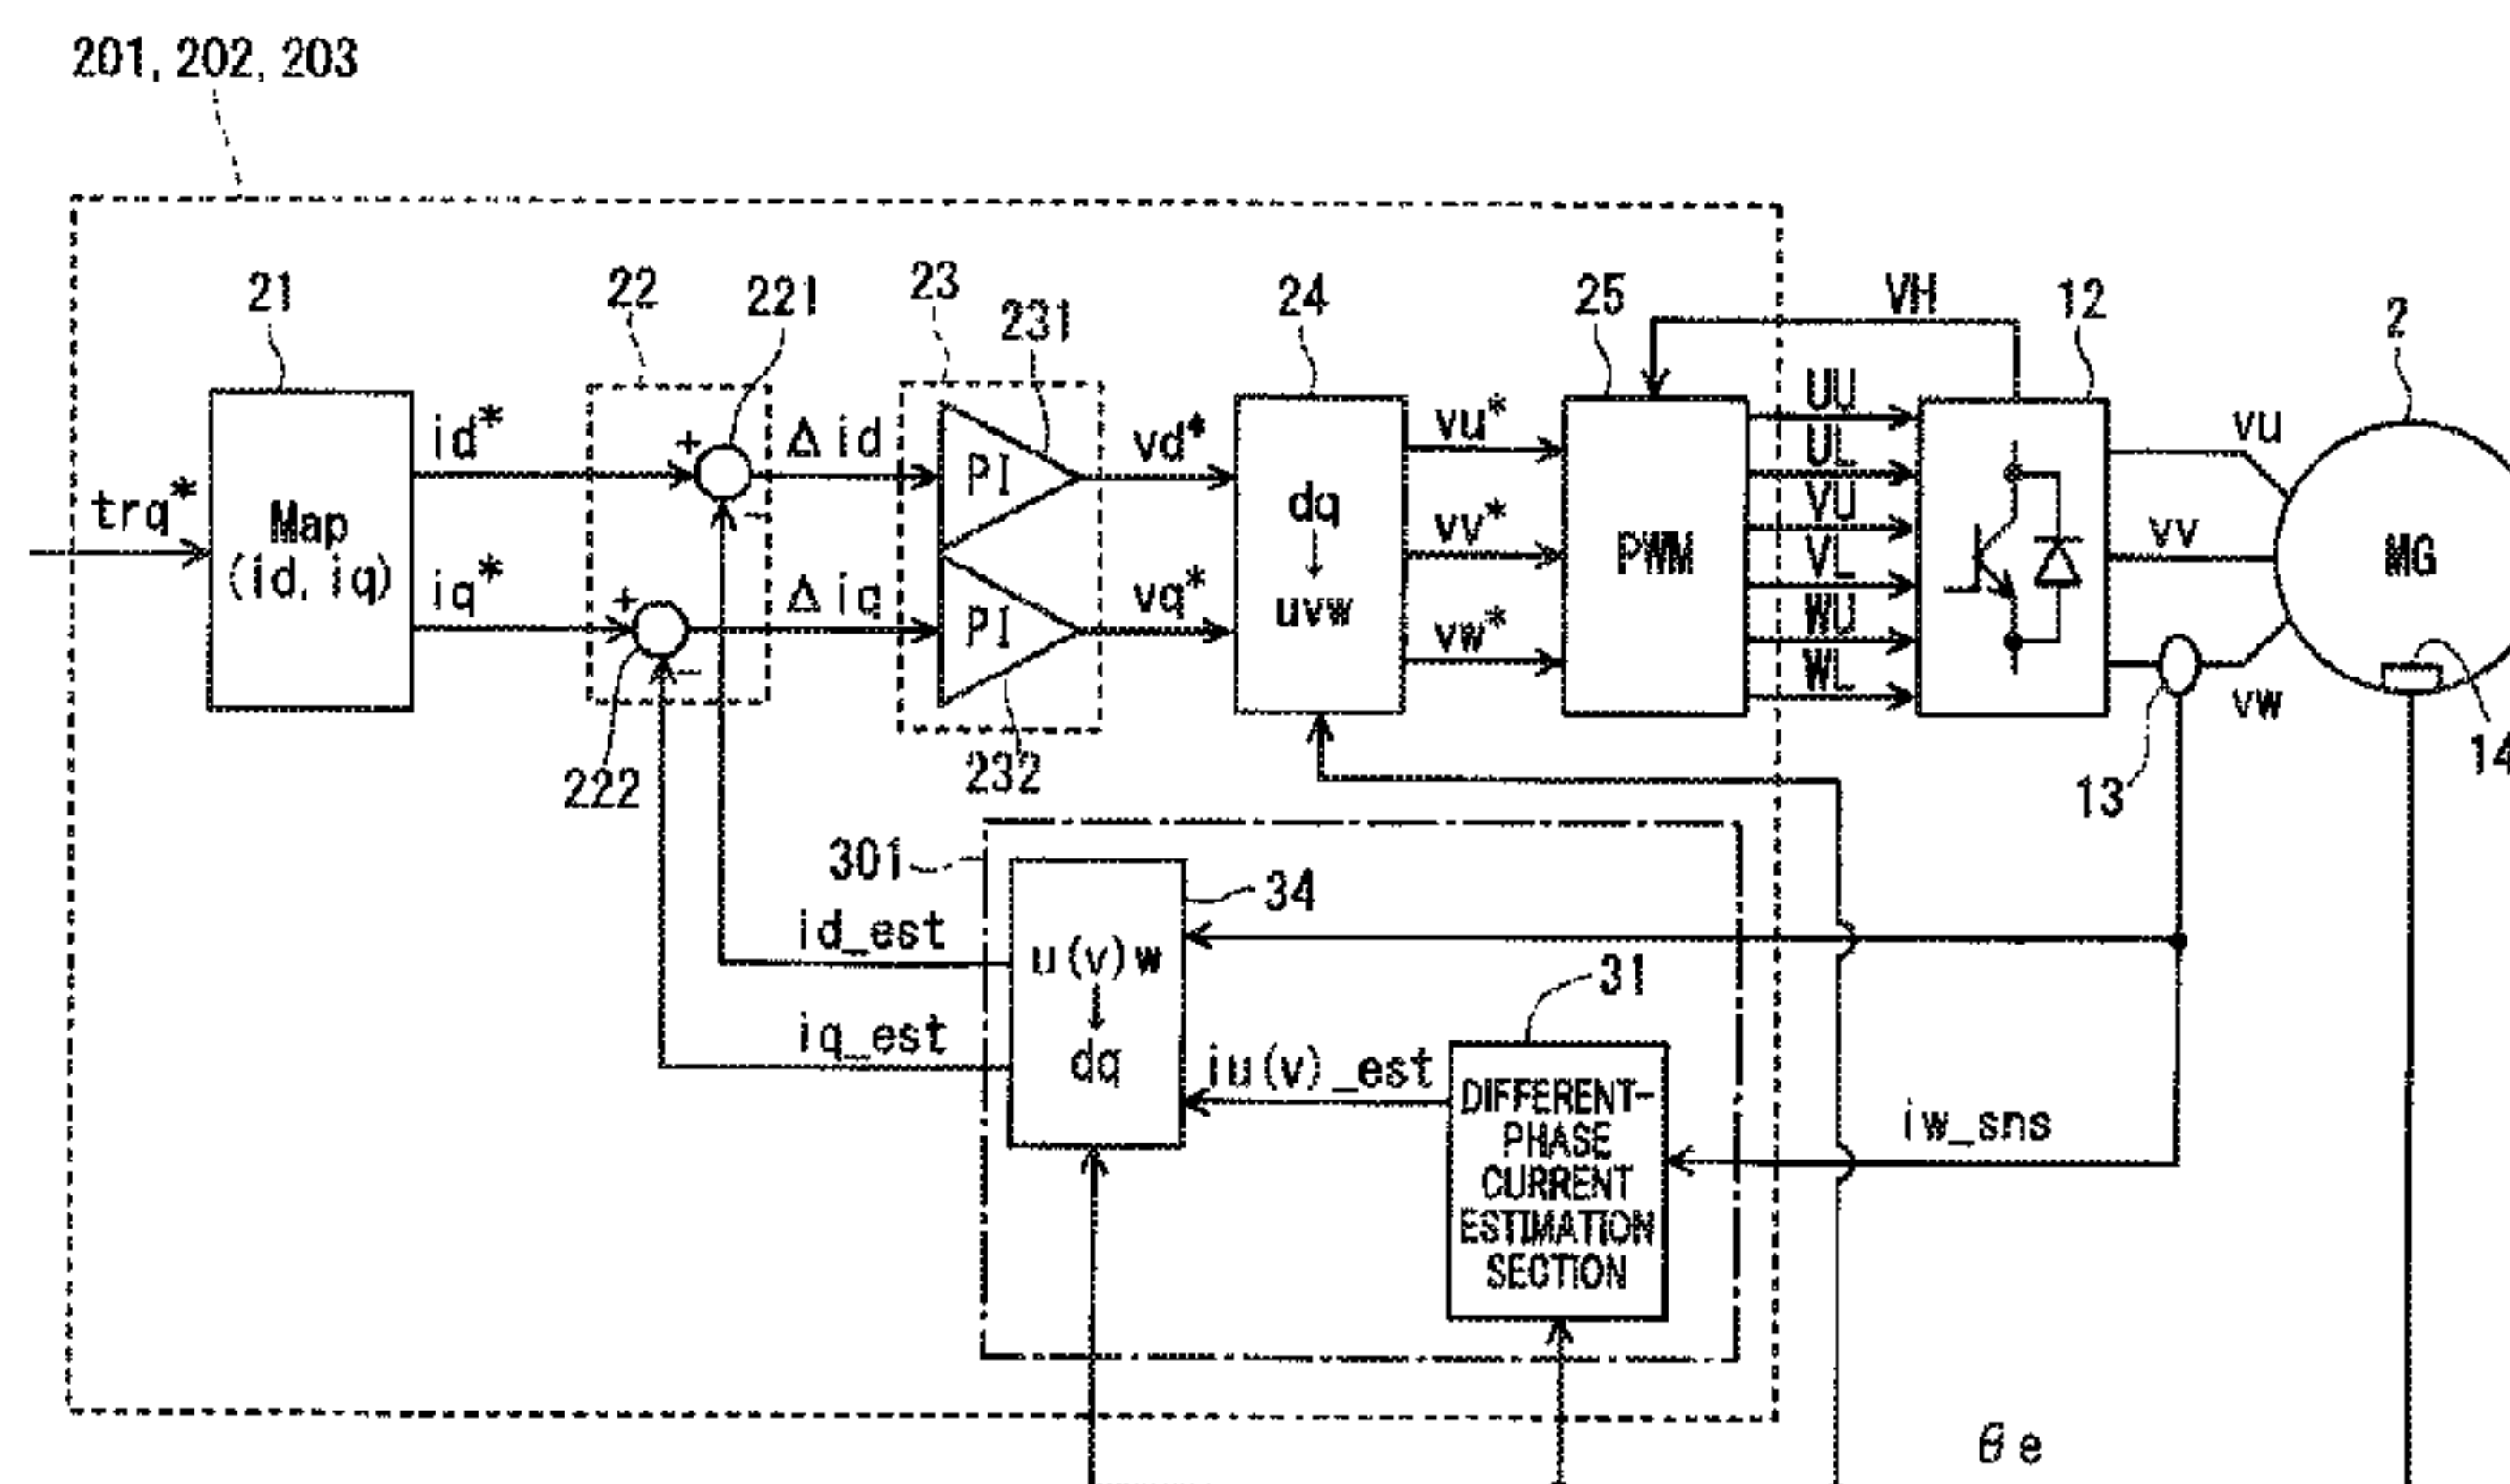 201, 202, 203
21
22
221
23
231
24
25
VH
12
2
trq*
Map
(id, iq)
id*
iq*
+
-
+
-
Δid
Δiq
PI
PI
vd*
vq*
dq
↓
uvw
vu*
vv*
vw*
PWM
UU
UL
VU
VL
WU
WL
vu
vv
vw
MG
222
232
13
14
301
34
id_est
iq_est
u(v)w
↓
dq
31
iu(v)_est
DIFFERENT-
PHASE
CURRENT
ESTIMATION
SECTION
iw_sns
θe